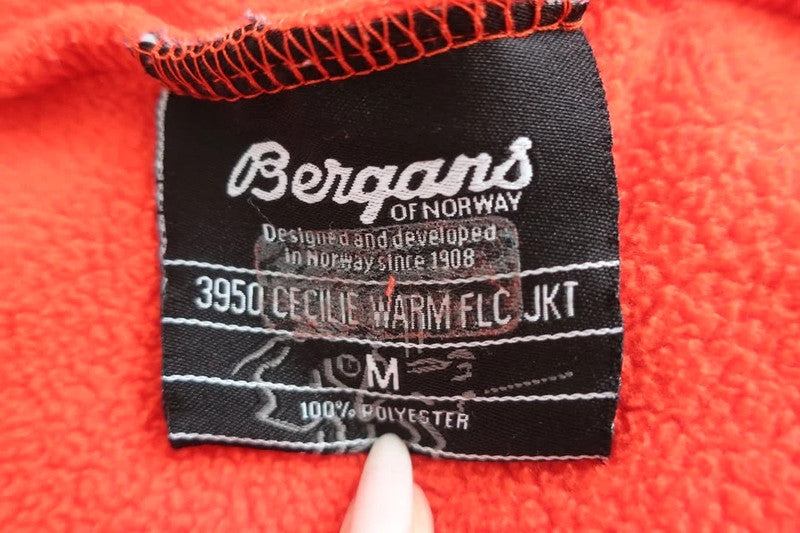 Bergans
OF NORWAY
Designed and developed
in Norway since 1908
3950 CECILIE WARM FLC JKT
M
100% POLYESTER